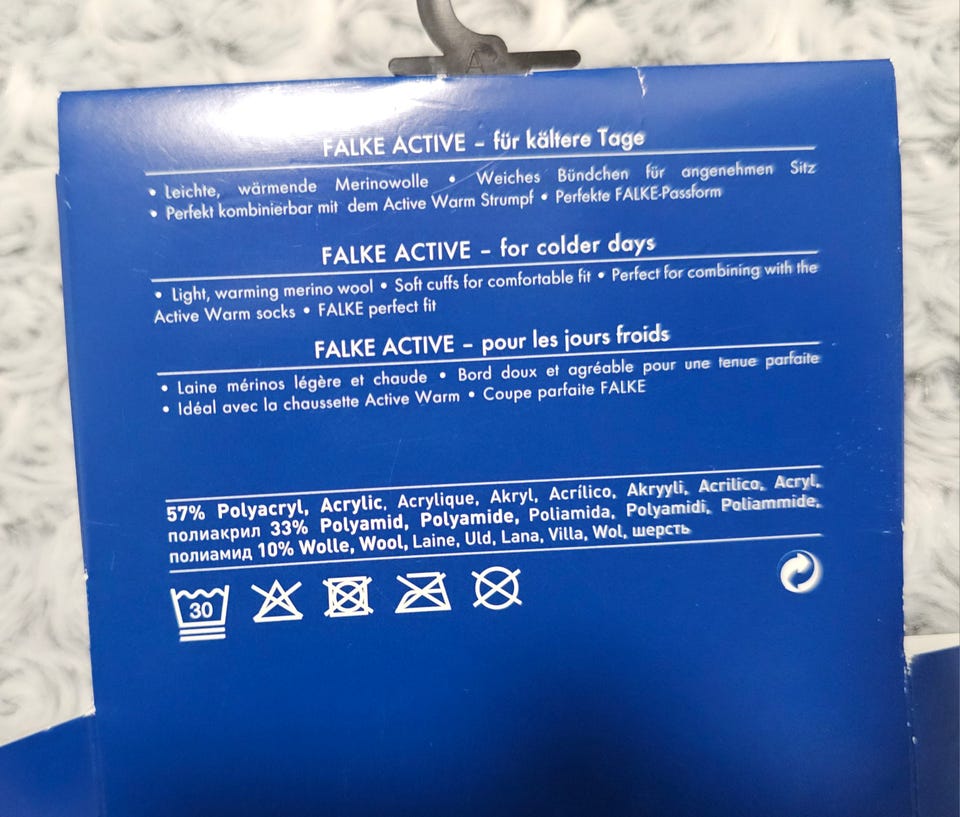 FALKE ACTIVE – für kältere Tage
• Leichte, wärmende Merinowolle • Weiches Bündchen für angenehmen Sitz
• Perfekt kombinierbar mit dem Active Warm Strumpf • Perfekte FALKE-Passform
FALKE ACTIVE – for colder days
• Light, warming merino wool • Soft cuffs for comfortable fit • Perfect for combining with the
Active Warm socks • FALKE perfect fit
FALKE ACTIVE – pour les jours froids
• Laine mérinos légère et chaude • Bord doux et agréable pour une tenue parfaite
• Idéal avec la chaussette Active Warm • Coupe parfaite FALKE
57% Polyacryl, Acrylic, Acrylique, Akryl, Acrílico, Akryyli, Acrilico, Acryl,
полиакрил 33% Polyamid, Polyamide, Poliamida, Polyamidi, Poliammide,
полиамид 10% Wolle, Wool, Laine, Uld, Lana, Villa, Wol, шерсть
30